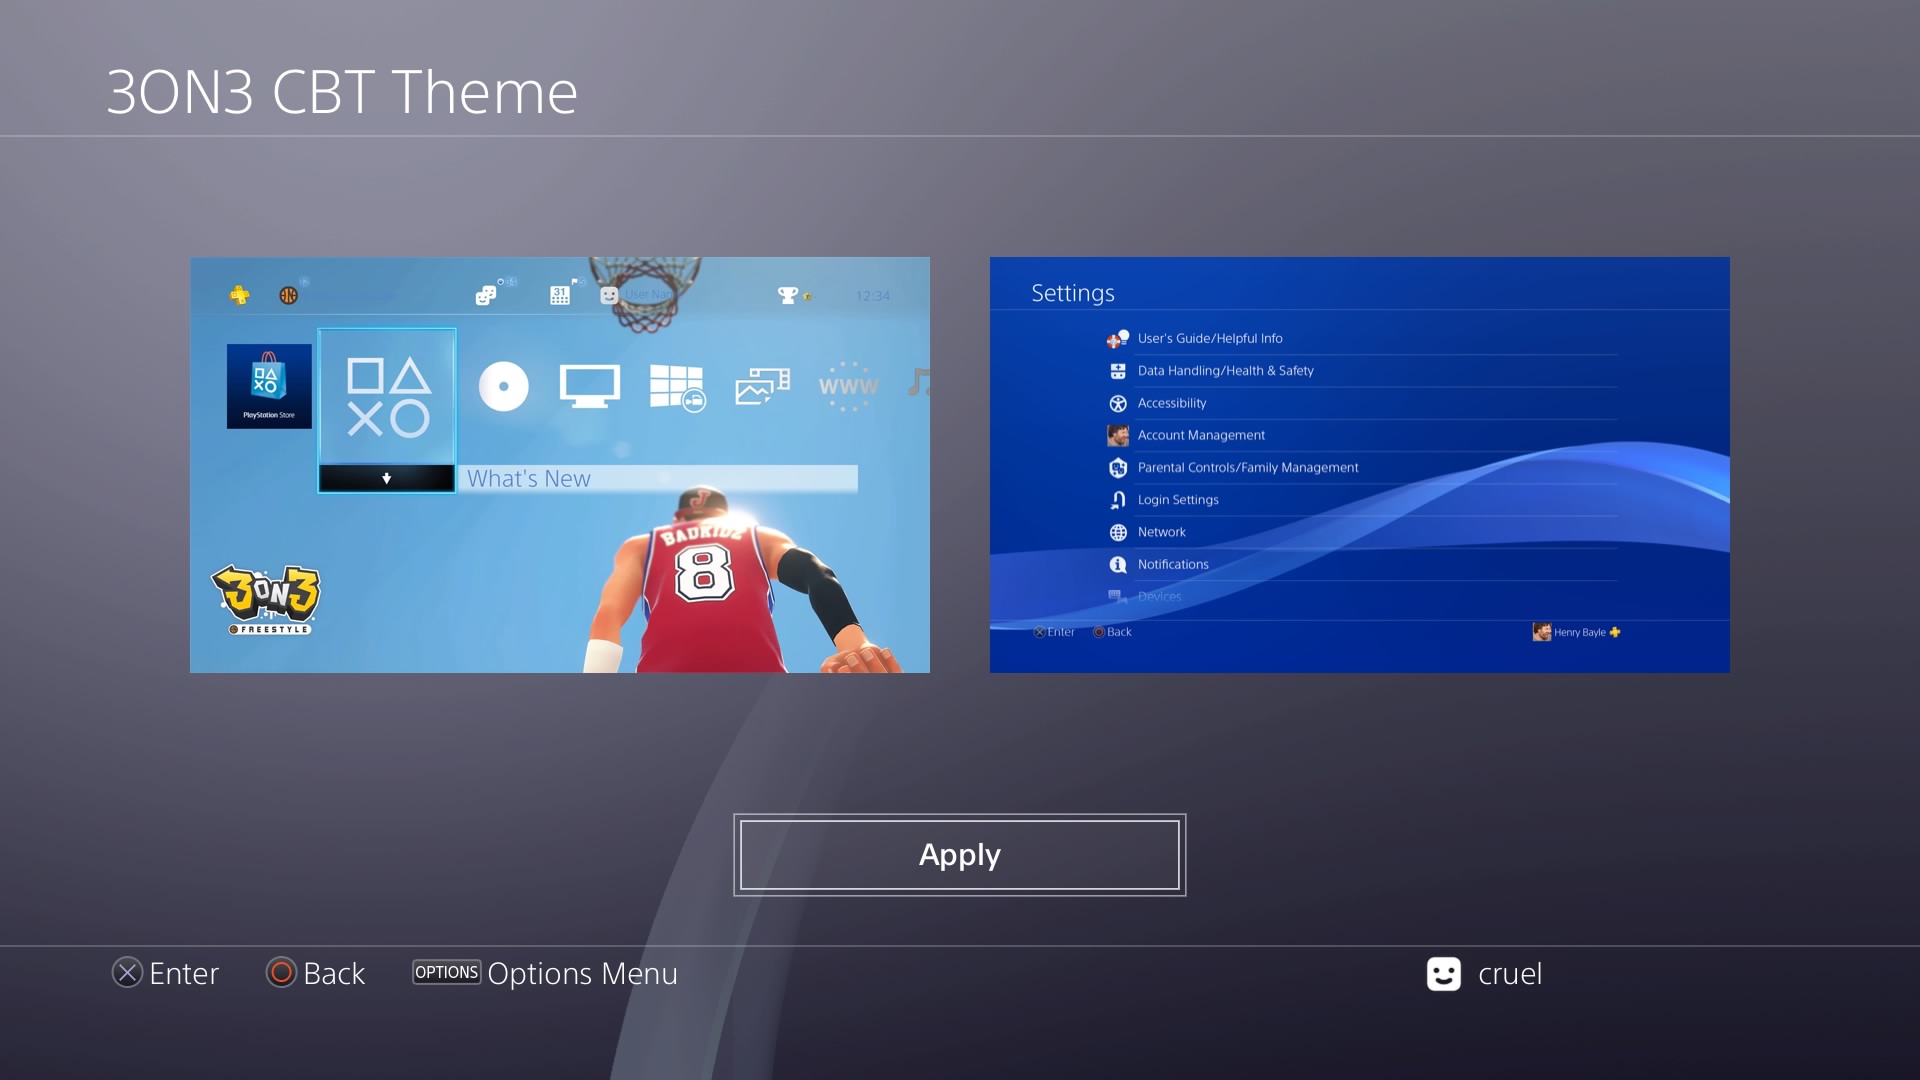 3ON3 CBT Theme
12:34
PlayStation Store
WWW
What's New
BADRIDZ
8
3ON3
FREESTYLE
Settings
User's Guide/Helpful Info
Data Handling/Health & Safety
Accessibility
Account Management
Parental Controls/Family Management
Login Settings
Network
Notifications
Devices
Enter Back
Henry Bayle
Apply
Enter Back OPTIONS Options Menu
cruel